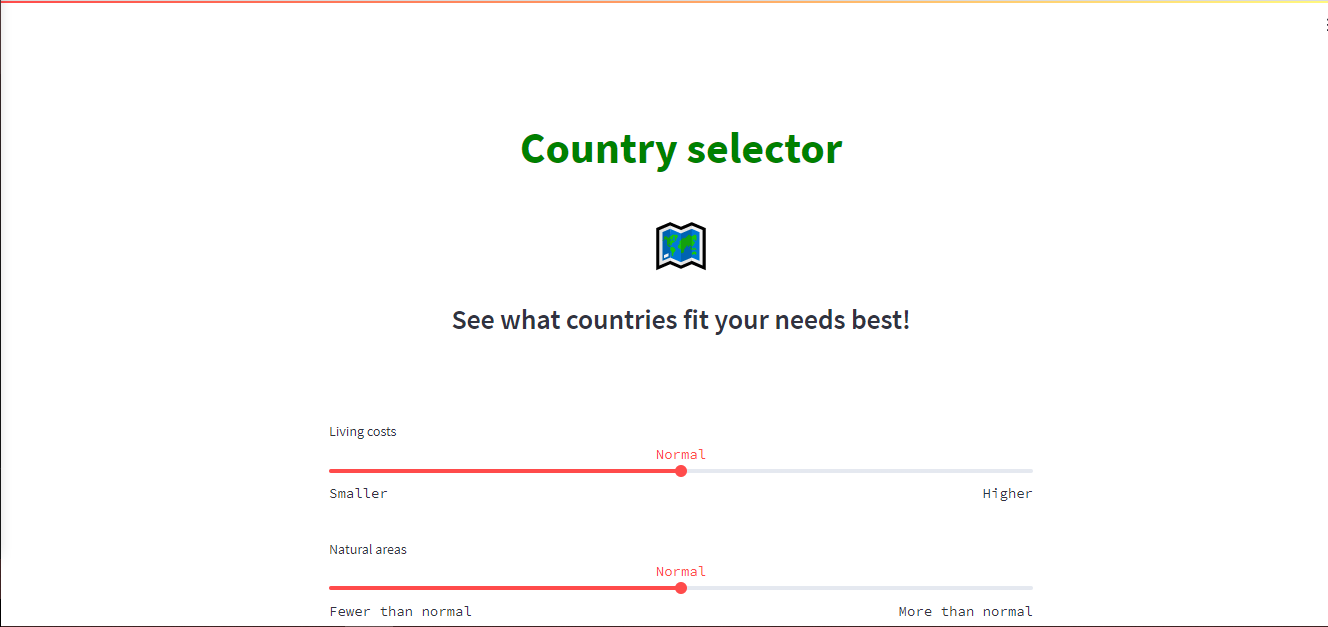 Country selector
See what countries fit your needs best!
Living costs
Normal
Smaller Higher
Natural areas
Normal
Fewer than normal More than normal